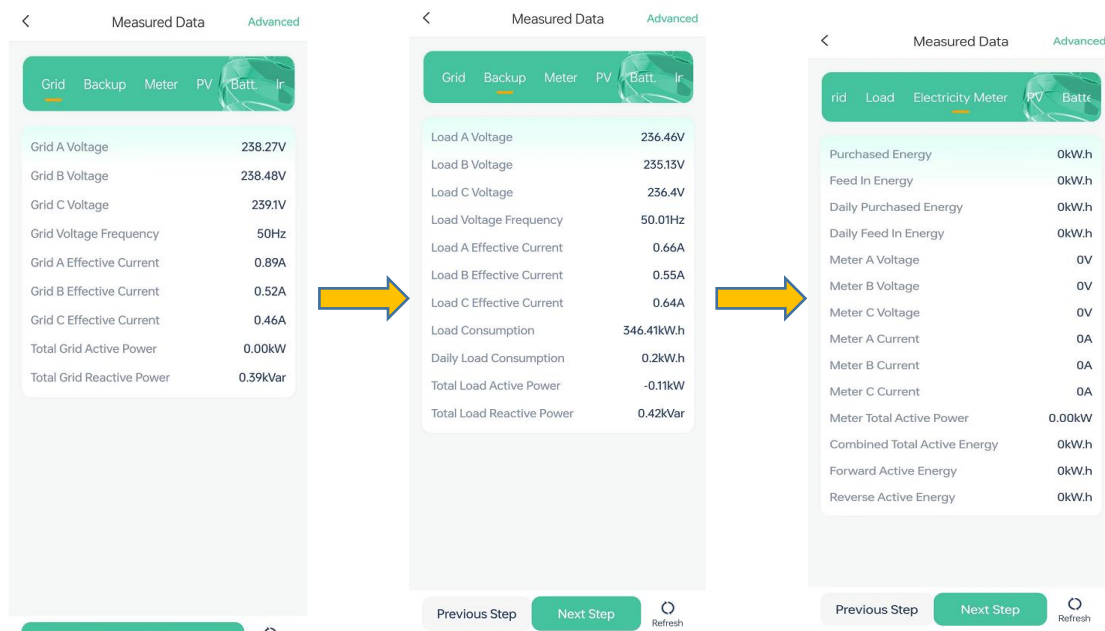 Measured Data Advanced
Grid Backup Meter PV Batt. Ir
Grid A Voltage 238.27V
Grid B Voltage 238.48V
Grid C Voltage 239.1V
Grid Voltage Frequency 50Hz
Grid A Effective Current 0.89A
Grid B Effective Current 0.52A
Grid C Effective Current 0.46A
Total Grid Active Power 0.00kW
Total Grid Reactive Power 0.39kVar
Measured Data Advanced
Grid Backup Meter PV Batt. Ir
Load A Voltage 236.46V
Load B Voltage 235.13V
Load C Voltage 236.4V
Load Voltage Frequency 50.01Hz
Load A Effective Current 0.66A
Load B Effective Current 0.55A
Load C Effective Current 0.64A
Load Consumption 346.41kW.h
Daily Load Consumption 0.2kW.h
Total Load Active Power -0.11kW
Total Load Reactive Power 0.42kVar
Previous Step Next Step Refresh
Measured Data Advanced
rid Load Electricity Meter PV Batte
Purchased Energy 0kW.h
Feed In Energy 0kW.h
Daily Purchased Energy 0kW.h
Daily Feed In Energy 0kW.h
Meter A Voltage 0V
Meter B Voltage 0V
Meter C Voltage 0V
Meter A Current 0A
Meter B Current 0A
Meter C Current 0A
Meter Total Active Power 0.00kW
Combined Total Active Energy 0kW.h
Forward Active Energy 0kW.h
Reverse Active Energy 0kW.h
Previous Step Next Step Refresh